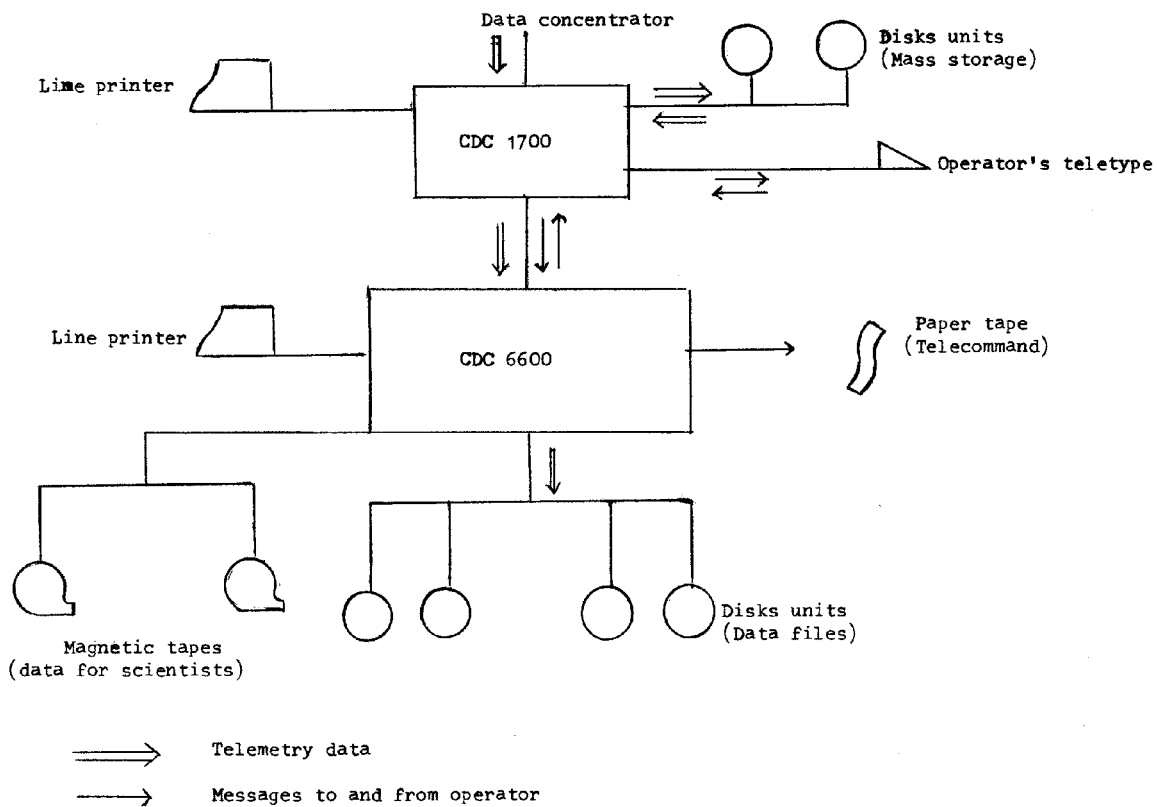 Data concentrator
Disks units
(Mass storage)
Line printer
CDC 1700
Operator's teletype
Line printer
CDC 6600
Paper tape
(Telecommand)
Disks units
(Data files)
Magnetic tapes
(data for scientists)
Telemetry data
Messages to and from operator